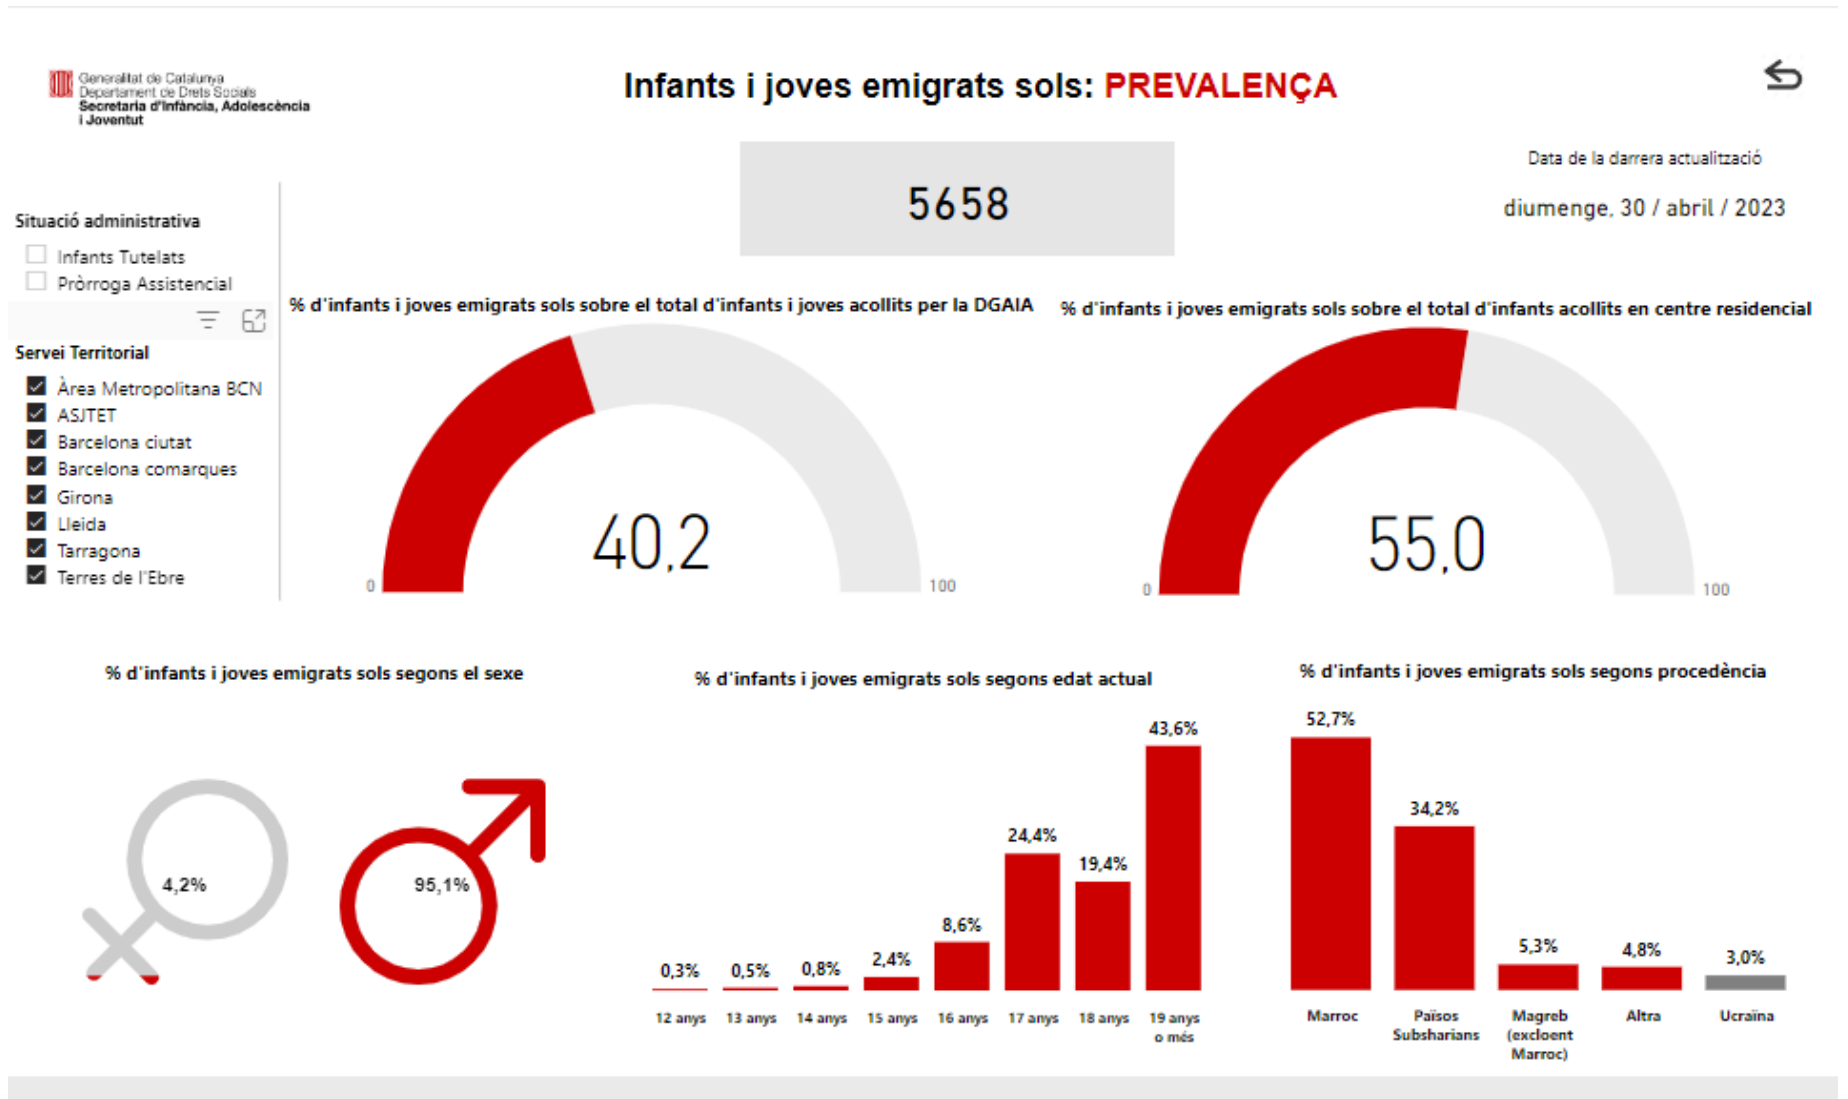 Generalitat de Catalunya
Departament de Drets Socials
Secretaria d'Infància, Adolescència
i Joventut
Infants i joves emigrats sols: PREVALENÇA
5658
Data de la darrera actualització
diumenge, 30 / abril / 2023
Situació administrativa
Infants Tutelats
Pròrroga Assistencial
Servei Territorial
Àrea Metropolitana BCN
ASJTET
Barcelona ciutat
Barcelona comarques
Girona
Lleida
Tarragona
Terres de l'Ebre
% d'infants i joves emigrats sols sobre el total d'infants i joves acollits per la DGAIA
40,2
0
100
% d'infants i joves emigrats sols sobre el total d'infants acollits en centre residencial
55,0
0
100
% d'infants i joves emigrats sols segons el sexe
4,2%
95,1%
% d'infants i joves emigrats sols segons edat actual
0,3%
0,5%
0,8%
2,4%
8,6%
24,4%
19,4%
43,6%
12 anys
13 anys
14 anys
15 anys
16 anys
17 anys
18 anys
19 anys
o més
% d'infants i joves emigrats sols segons procedència
52,7%
34,2%
5,3%
4,8%
3,0%
Marroc
Països
Subsharians
Magreb
(excloent
Marroc)
Altra
Ucraïna